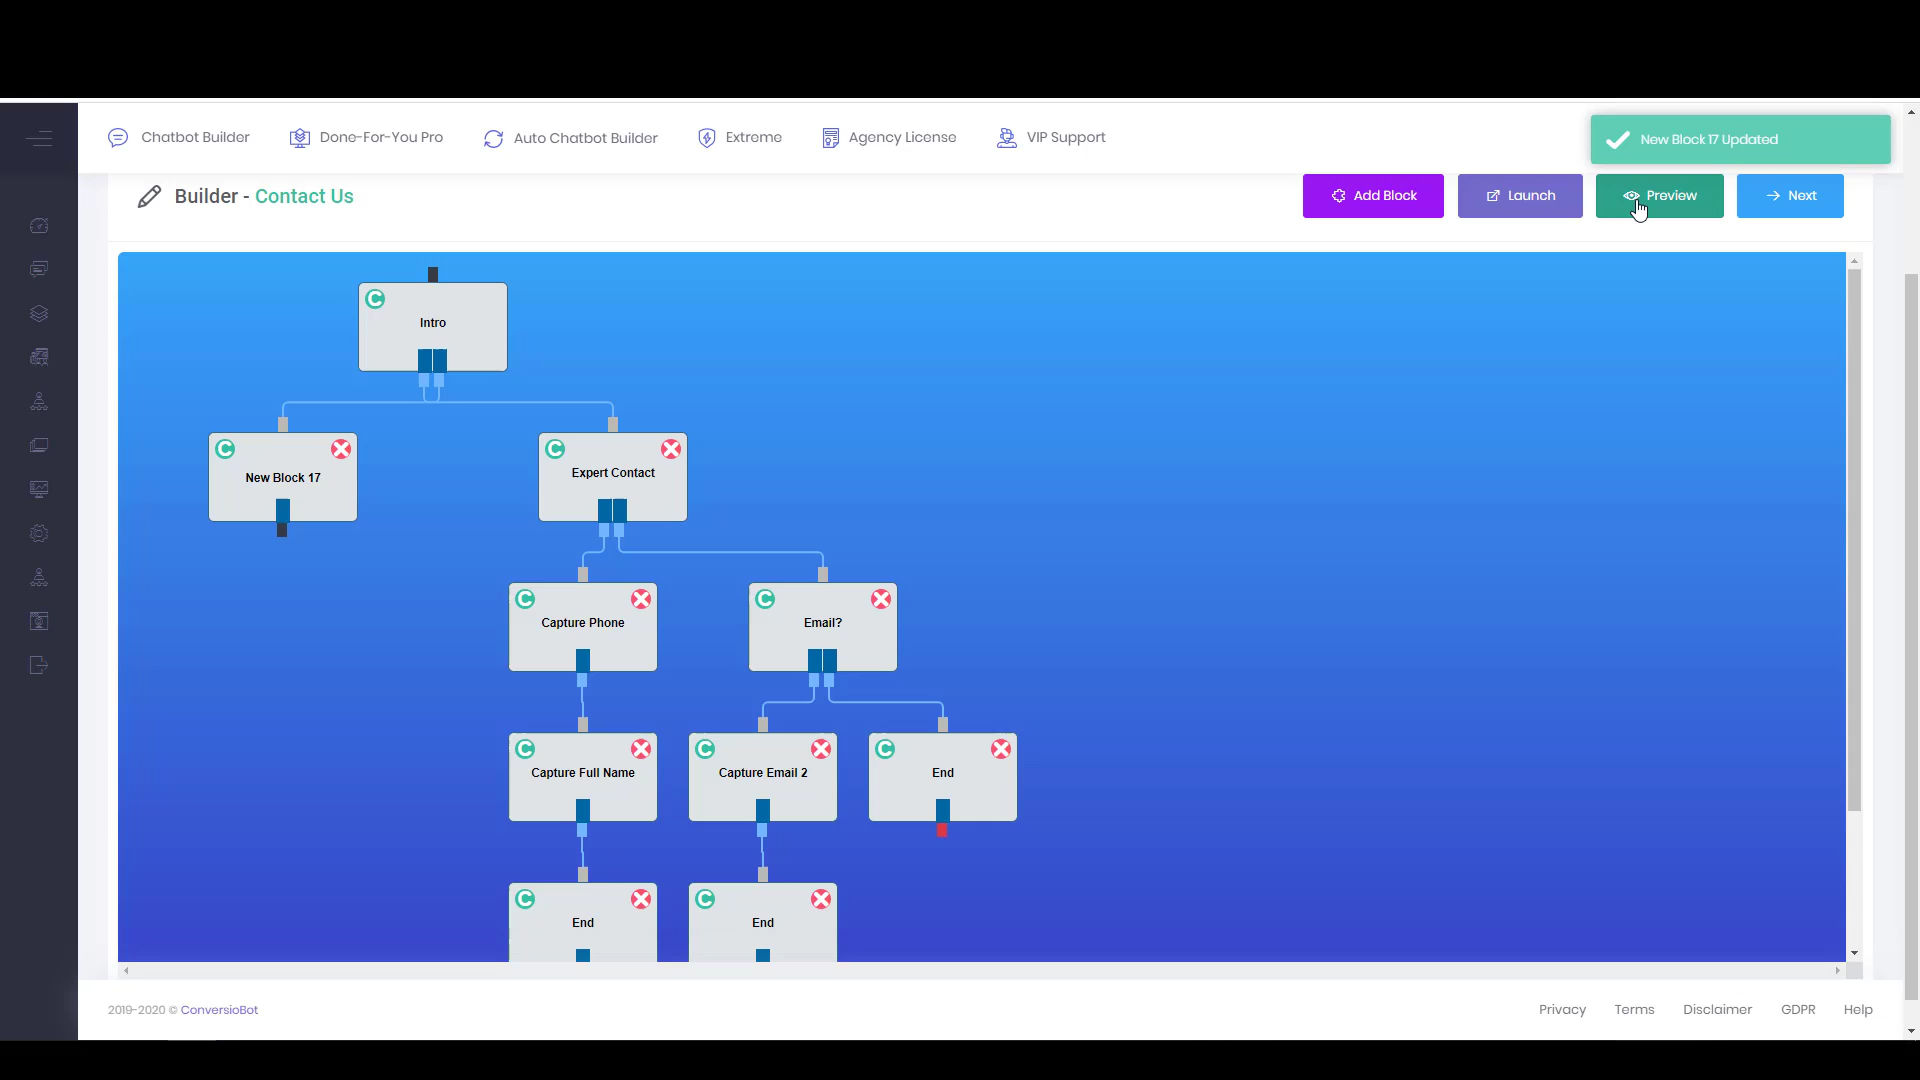 Chatbot Builder
Done-For-You Pro
Auto Chatbot Builder
Extreme
Agency License
VIP Support
New Block 17 Updated
Builder - Contact Us
Add Block
Launch
Preview
Next
Intro
New Block 17
Expert Contact
Capture Phone
Email?
Capture Full Name
Capture Email 2
End
End
End
2019-2020 © ConversioBot
Privacy
Terms
Disclaimer
GDPR
Help